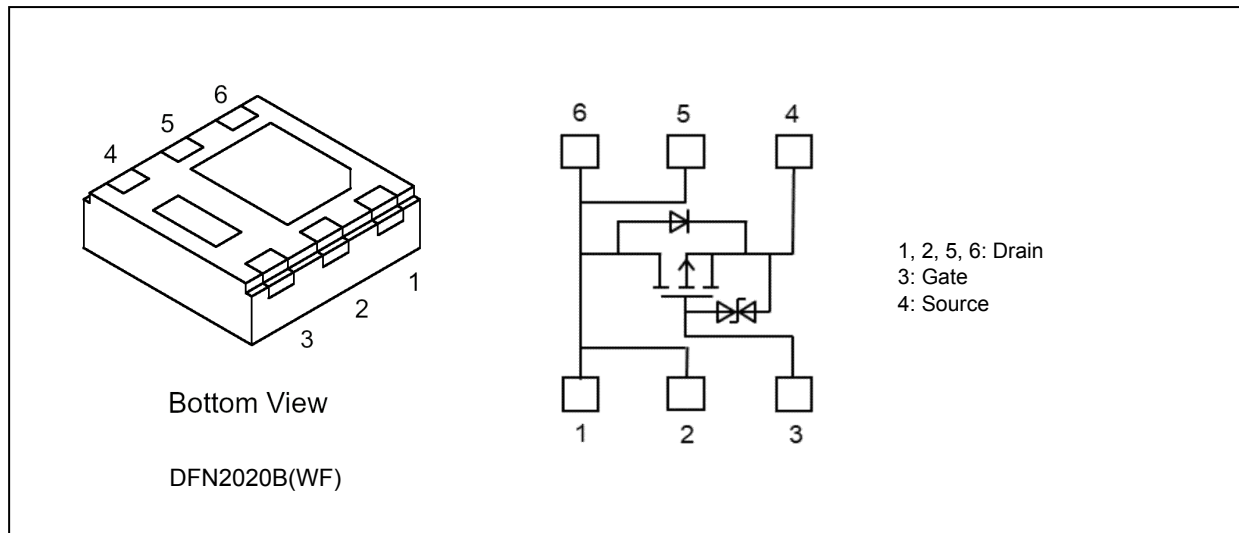 6
5
4
3
2
1
Bottom View
DFN2020B(WF)
6 5 4
1 2 3
1, 2, 5, 6: Drain
3: Gate
4: Source